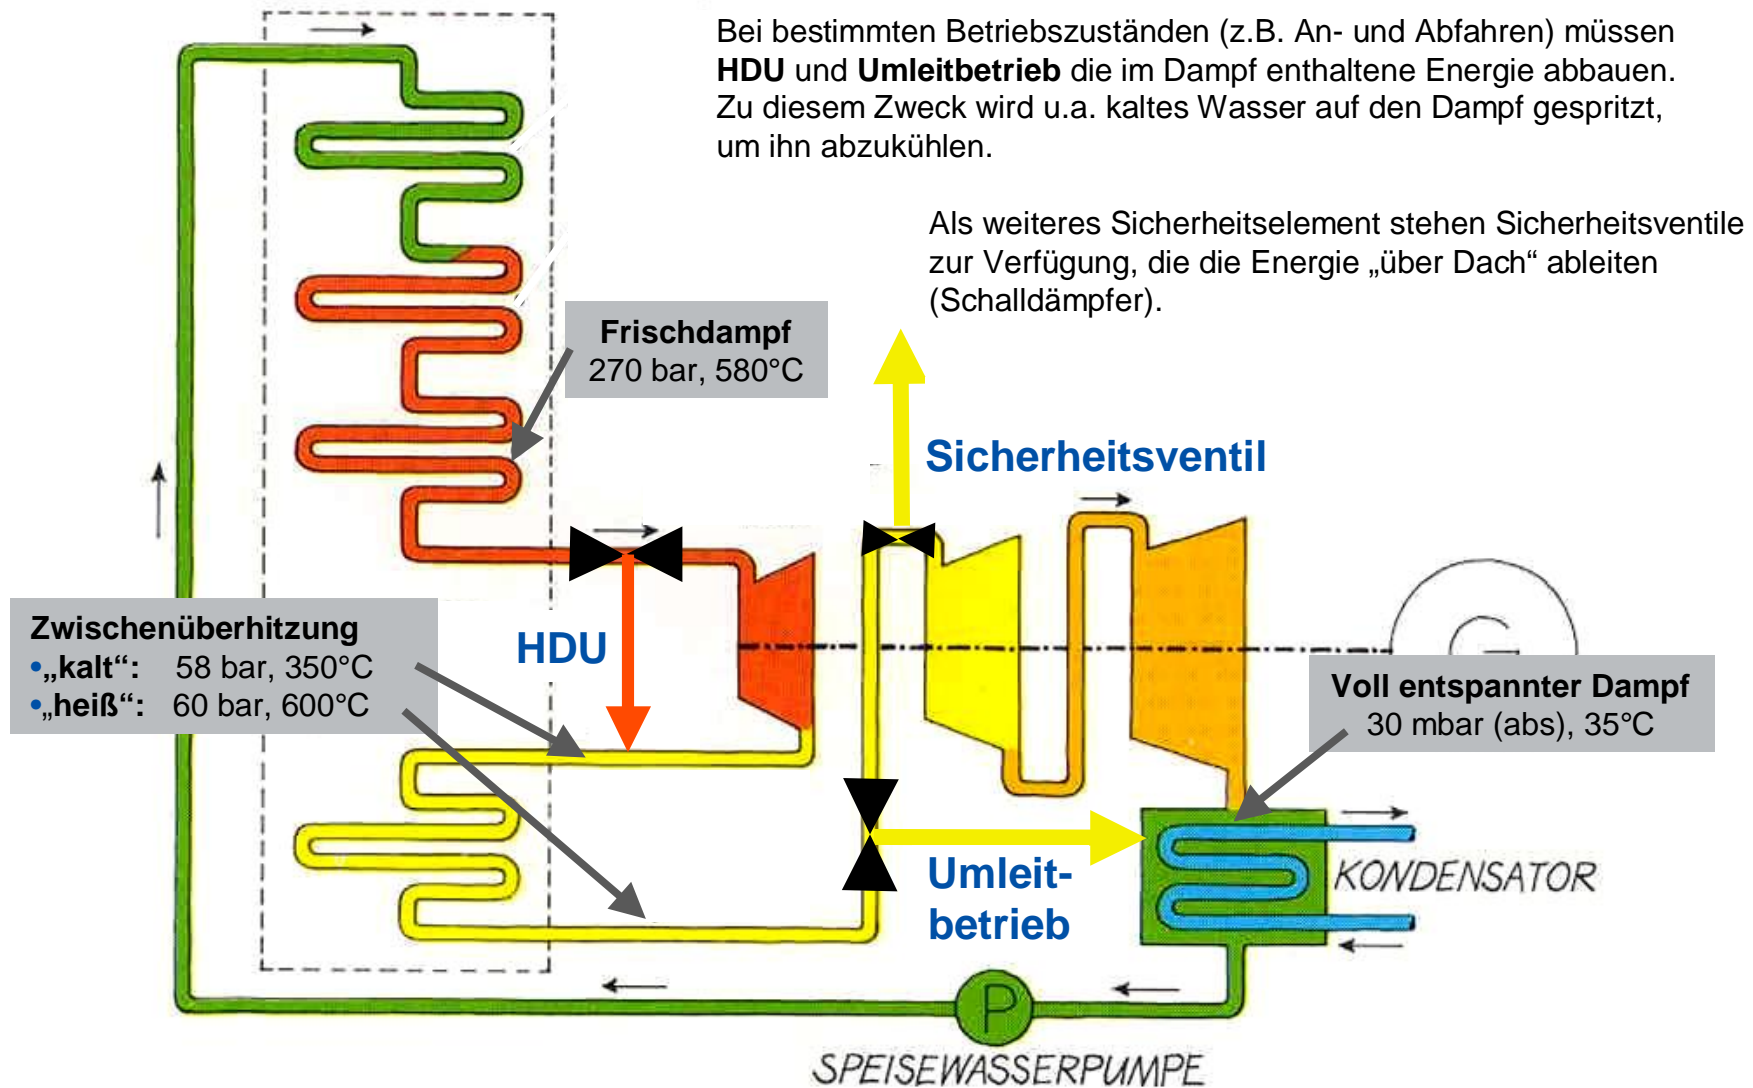 Bei bestimmten Betriebszuständen (z.B. An- und Abfahren) müssen
HDU und Umleitbetrieb die im Dampf enthaltene Energie abbauen.
Zu diesem Zweck wird u.a. kaltes Wasser auf den Dampf gespritzt,
um ihn abzukühlen.
Als weiteres Sicherheitselement stehen Sicherheitsventile
zur Verfügung, die die Energie „über Dach“ ableiten
(Schalldämpfer).
Frischdampf
270 bar, 580°C
Sicherheitsventil
Zwischenüberhitzung
•„kalt“: 58 bar, 350°C
•„heiß“: 60 bar, 600°C
HDU
G
Voll entspannter Dampf
30 mbar (abs), 35°C
Umleit-
betrieb
KONDENSATOR
P
SPEISEWASSERPUMPE